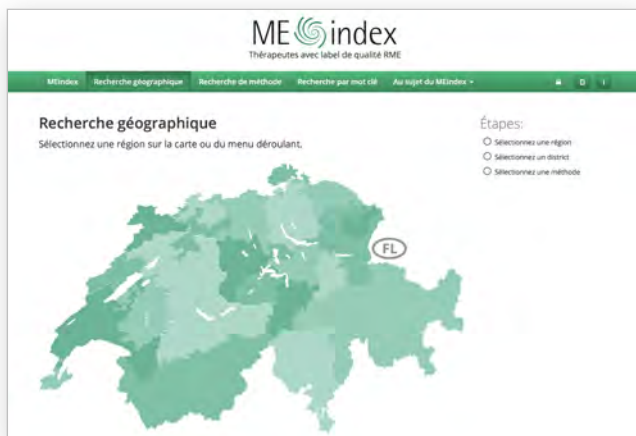 MEindex
Thérapeutes avec label de qualité RME
MEindex Recherche géographique Recherche de méthode Recherche par mot clé Au sujet du MEindex D I
Recherche géographique
Sélectionnez une région sur la carte ou du menu déroulant.
Étapes:
Sélectionnez une région
Sélectionnez un district
Sélectionnez une méthode
FL